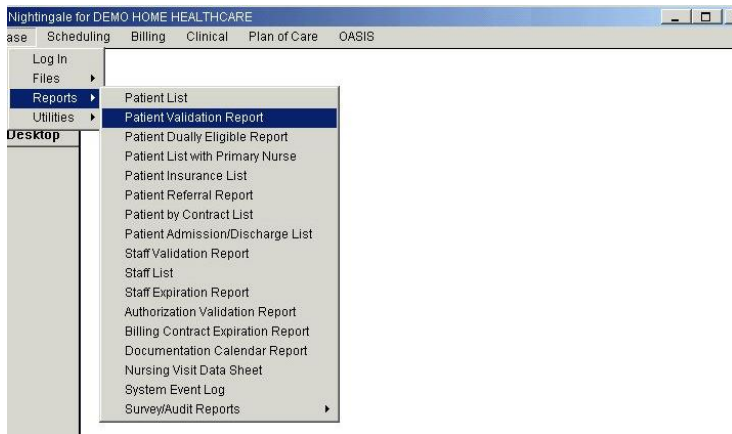 Nightingale for DEMO HOME HEALTHCARE
ase Scheduling Billing Clinical Plan of Care OASIS
Log In
Files
Reports
Utilities
Desktop
Patient List
Patient Validation Report
Patient Dually Eligible Report
Patient List with Primary Nurse
Patient Insurance List
Patient Referral Report
Patient by Contract List
Patient Admission/Discharge List
Staff Validation Report
Staff List
Staff Expiration Report
Authorization Validation Report
Billing Contract Expiration Report
Documentation Calendar Report
Nursing Visit Data Sheet
System Event Log
Survey/Audit Reports